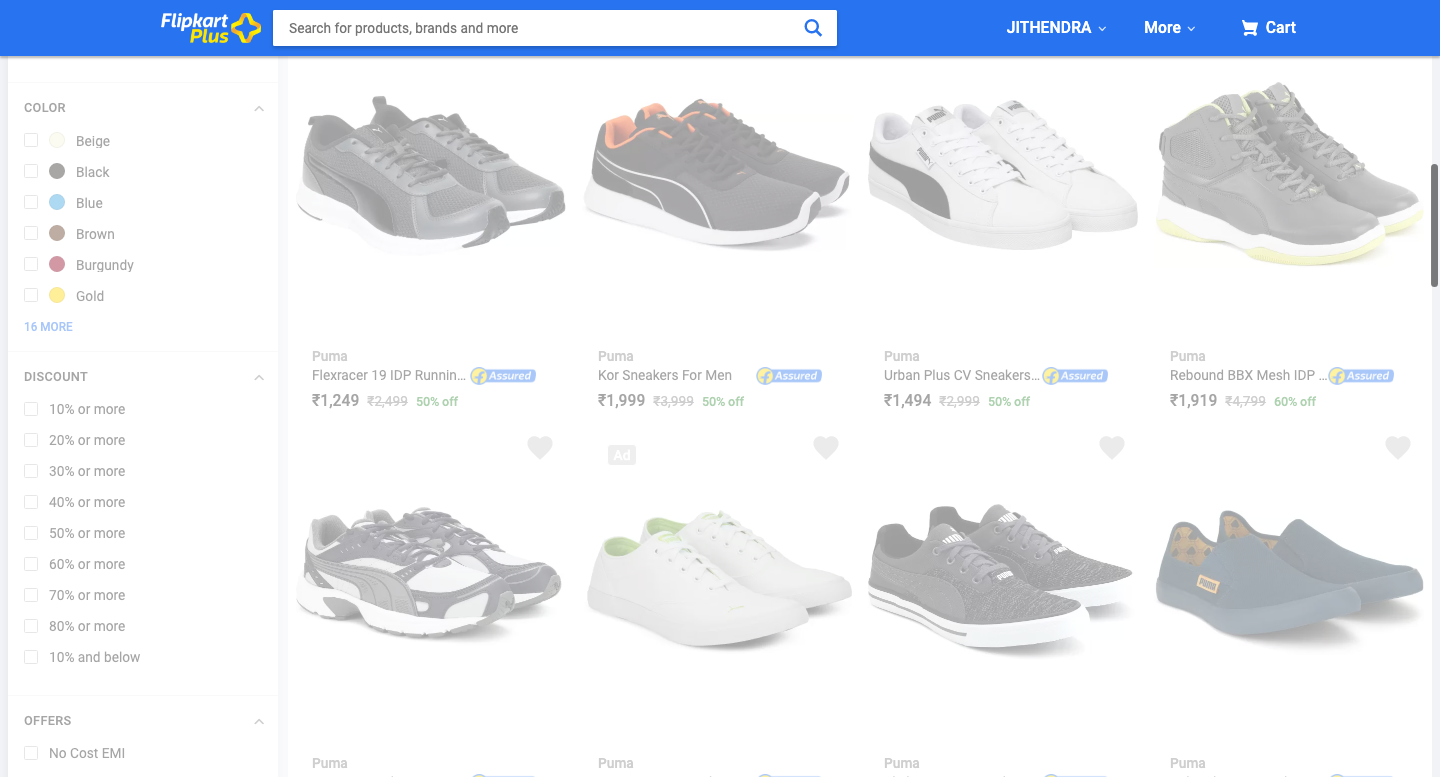 Flipkart
Plus
Search for products, brands and more
JITHENDRA
More
Cart
COLOR
Beige
Black
Blue
Brown
Burgundy
Gold
16 MORE
DISCOUNT
10% or more
20% or more
30% or more
40% or more
50% or more
60% or more
70% or more
80% or more
10% and below
OFFERS
No Cost EMI
Puma
Flexracer 19 IDP Runnin...
Assured
₹1,249 ₹2,499 50% off
Puma
Kor Sneakers For Men
Assured
₹1,999 ₹3,999 50% off
Puma
Urban Plus CV Sneakers...
Assured
₹1,494 ₹2,999 50% off
Puma
Rebound BBX Mesh IDP ...
Assured
₹1,919 ₹4,799 60% off
Ad
PUMA
Puma
Puma
Puma
Puma